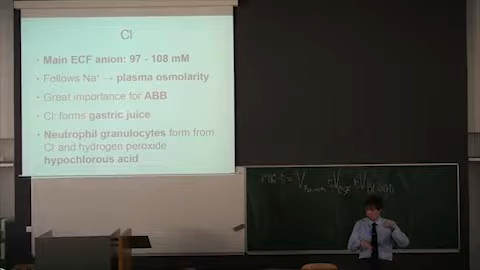 Cl
• Main ECF anion: 97 - 108 mM
• Follows Na⁺ → plasma osmolarity
• Great importance for ABB
• Cl⁻ forms gastric juice
• Neutrophil granulocytes form from
Cl⁻ and hydrogen peroxide
hypochlorous acid